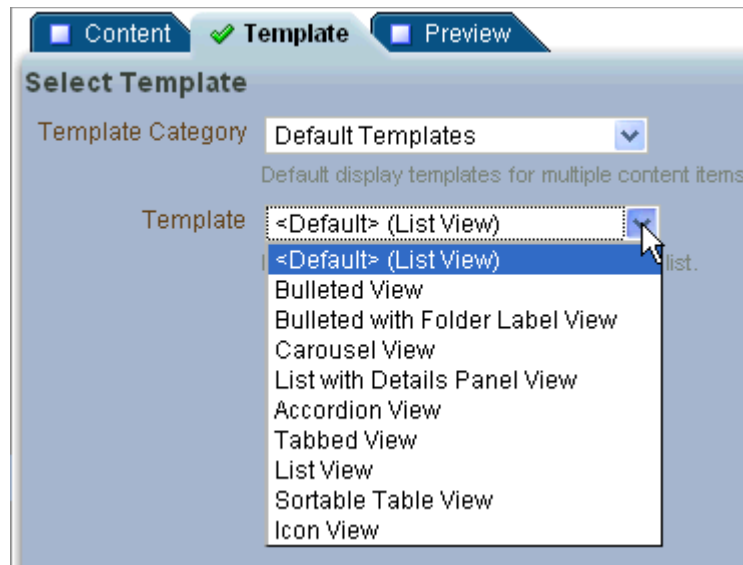 Content Template Preview
Select Template
Template Category Default Templates
Default display templates for multiple content items
Template <Default> (List View)
<Default> (List View) list.
Bulleted View
Bulleted with Folder Label View
Carousel View
List with Details Panel View
Accordion View
Tabbed View
List View
Sortable Table View
Icon View